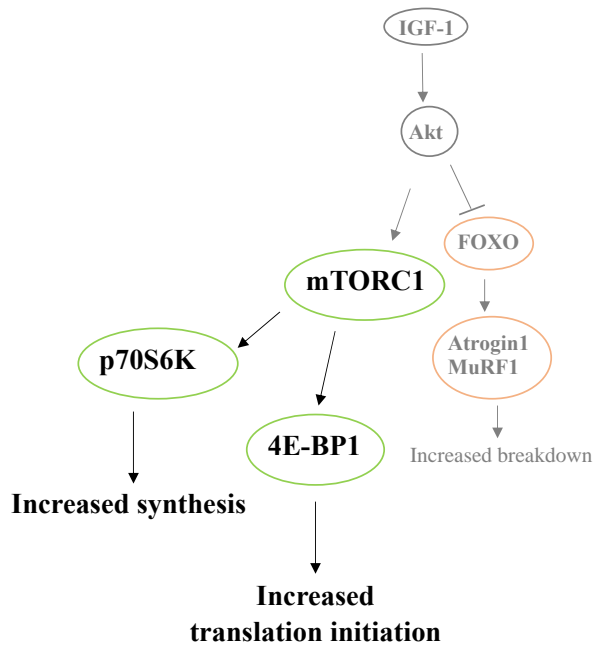 IGF-1
Akt
FOXO
mTORC1
p70S6K
Atrogin1
MuRF1
4E-BP1
Increased breakdown
Increased synthesis
Increased
translation initiation